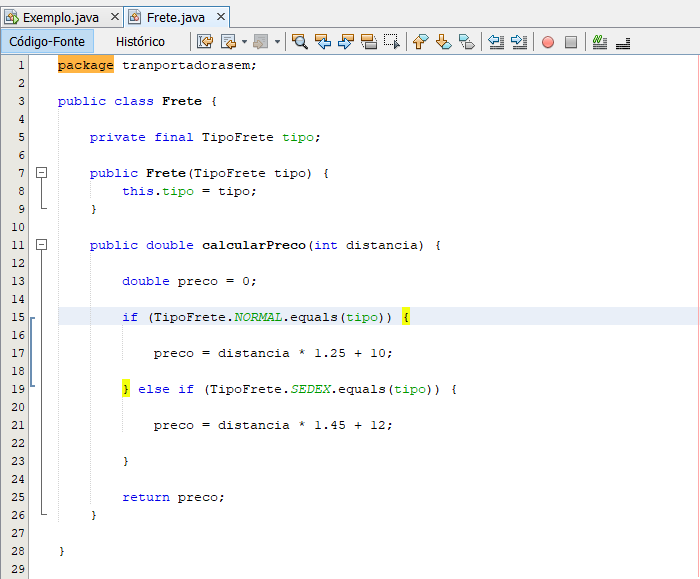 Exemplo.java
Frete.java
Código-Fonte Histórico
1 package tranportadorasem;
2
3 public class Frete {
4
5 private final TipoFrete tipo;
6
7 public Frete(TipoFrete tipo) {
8 this.tipo = tipo;
9 }
10
11 public double calcularPreco(int distancia) {
12
13 double preco = 0;
14
15 if (TipoFrete.NORMAL.equals(tipo)) {
16
17 preco = distancia * 1.25 + 10;
18
19 } else if (TipoFrete.SEDEX.equals(tipo)) {
20
21 preco = distancia * 1.45 + 12;
22
23 }
24
25 return preco;
26 }
27
28 }
29